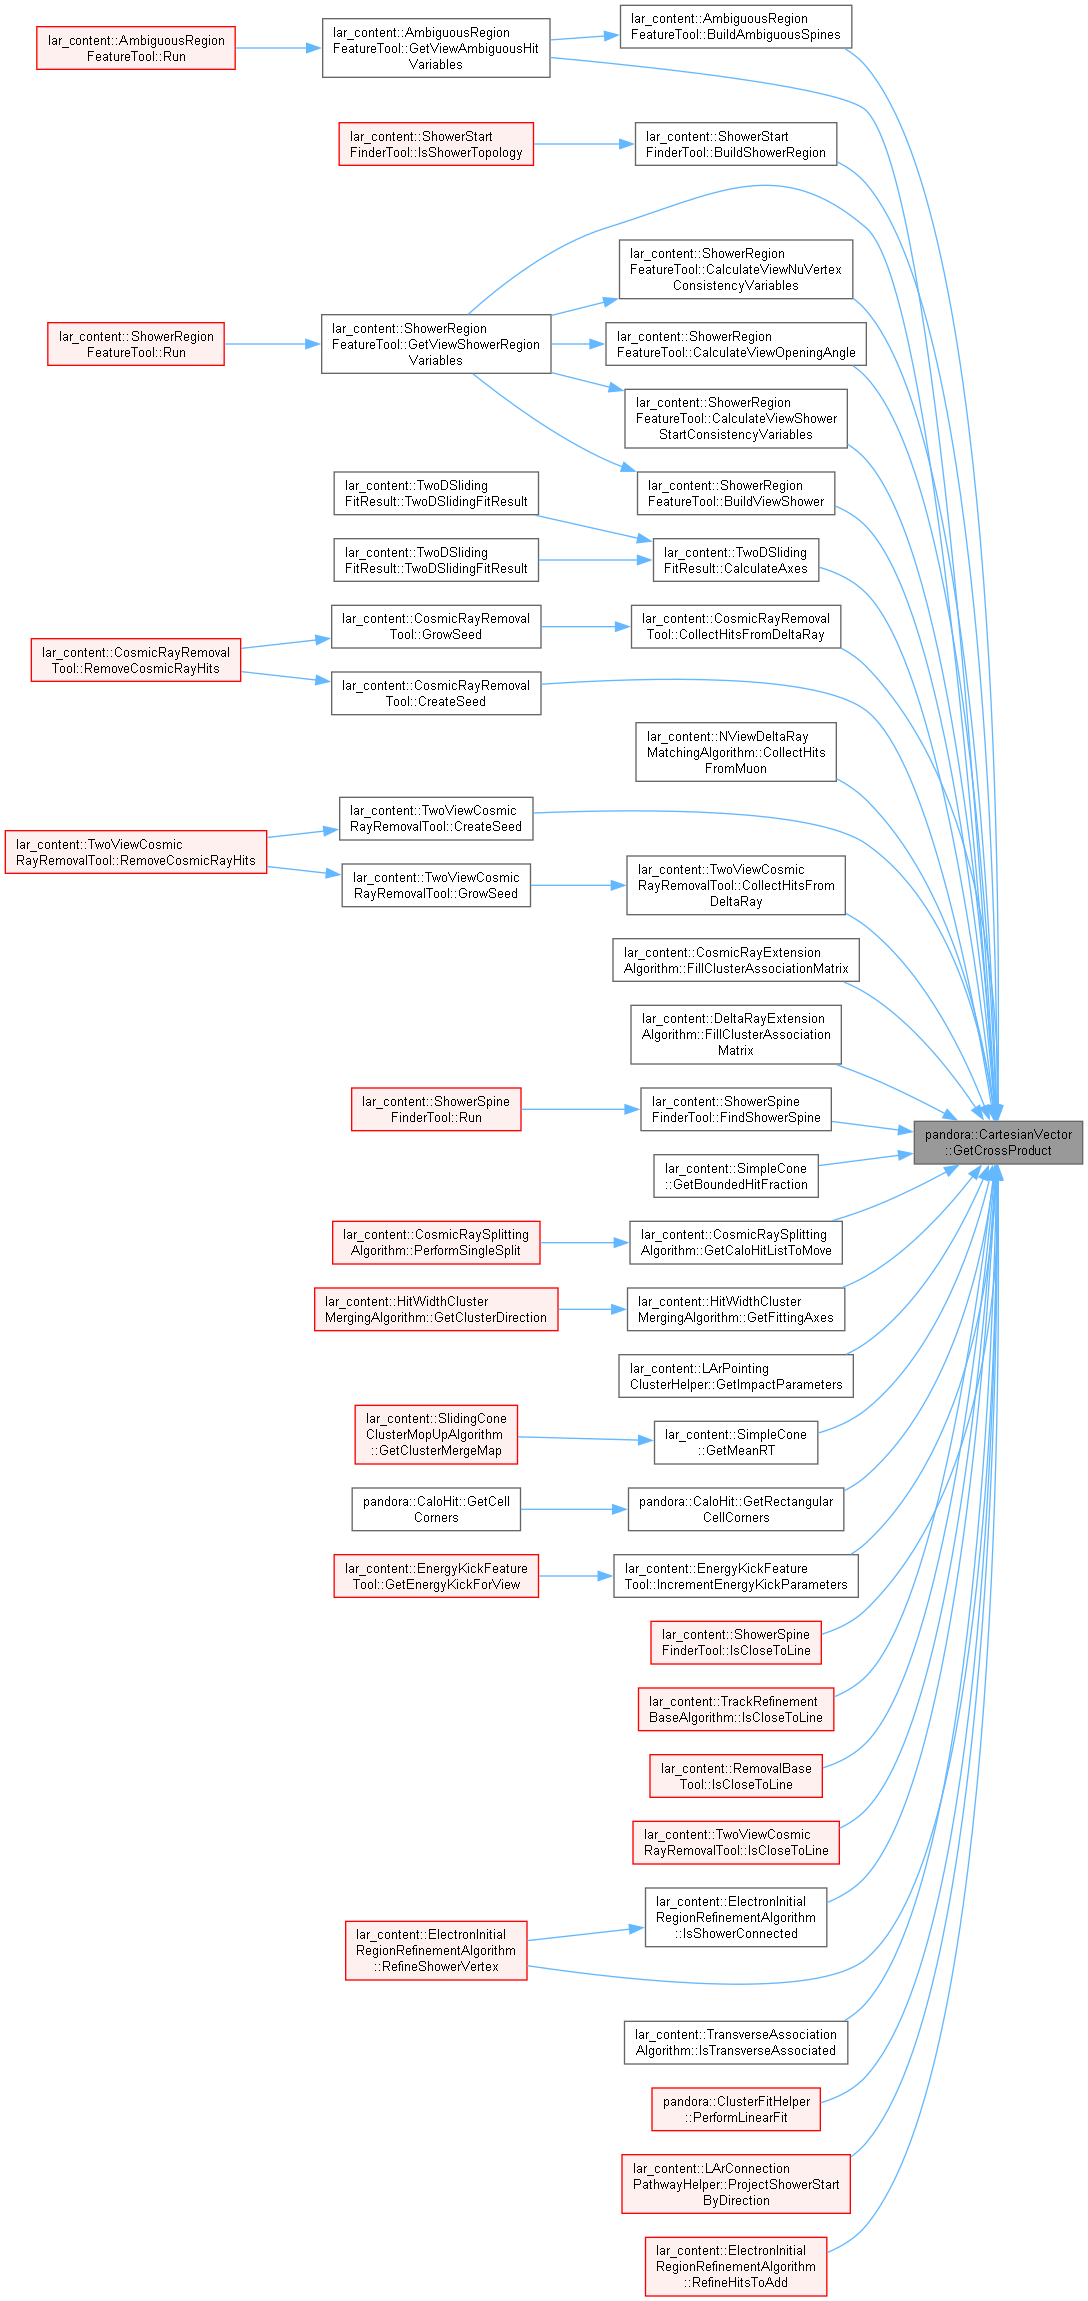 lar_content::AmbiguousRegion
FeatureTool::Run
lar_content::AmbiguousRegion
FeatureTool::GetViewAmbiguousHit
Variables
lar_content::AmbiguousRegion
FeatureTool::BuildAmbiguousSpines
lar_content::ShowerStart
FinderTool::IsShowerTopology
lar_content::ShowerStart
FinderTool::BuildShowerRegion
lar_content::ShowerRegion
FeatureTool::CalculateViewNuVertex
ConsistencyVariables
lar_content::ShowerRegion
FeatureTool::Run
lar_content::ShowerRegion
FeatureTool::GetViewShowerRegion
Variables
lar_content::ShowerRegion
FeatureTool::CalculateViewOpeningAngle
lar_content::ShowerRegion
FeatureTool::CalculateViewShower
StartConsistencyVariables
lar_content::ShowerRegion
FeatureTool::BuildViewShower
lar_content::TwoDSliding
FitResult::TwoDSlidingFitResult
lar_content::TwoDSliding
FitResult::TwoDSlidingFitResult
lar_content::TwoDSliding
FitResult::CalculateAxes
lar_content::CosmicRayRemoval
Tool::RemoveCosmicRayHits
lar_content::CosmicRayRemoval
Tool::GrowSeed
lar_content::CosmicRayRemoval
Tool::CollectHitsFromDeltaRay
lar_content::CosmicRayRemoval
Tool::CreateSeed
lar_content::NViewDeltaRay
MatchingAlgorithm::CollectHits
FromMuon
lar_content::TwoViewCosmic
RayRemovalTool::RemoveCosmicRayHits
lar_content::TwoViewCosmic
RayRemovalTool::CreateSeed
lar_content::TwoViewCosmic
RayRemovalTool::GrowSeed
lar_content::TwoViewCosmic
RayRemovalTool::CollectHitsFrom
DeltaRay
lar_content::CosmicRayExtension
Algorithm::FillClusterAssociationMatrix
lar_content::DeltaRayExtension
Algorithm::FillClusterAssociation
Matrix
lar_content::ShowerSpine
FinderTool::Run
lar_content::ShowerSpine
FinderTool::FindShowerSpine
pandora::CartesianVector
::GetCrossProduct
lar_content::SimpleCone
::GetBoundedHitFraction
lar_content::CosmicRaySplitting
Algorithm::PerformSingleSplit
lar_content::CosmicRaySplitting
Algorithm::GetCaloHitListToMove
lar_content::HitWidthCluster
MergingAlgorithm::GetClusterDirection
lar_content::HitWidthCluster
MergingAlgorithm::GetFittingAxes
lar_content::LArPointing
ClusterHelper::GetImpactParameters
lar_content::SlidingCone
ClusterMopUpAlgorithm
::GetClusterMergeMap
lar_content::SimpleCone
::GetMeanRT
pandora::CaloHit::GetCell
Corners
pandora::CaloHit::GetRectangular
CellCorners
lar_content::EnergyKickFeature
Tool::GetEnergyKickForView
lar_content::EnergyKickFeature
Tool::IncrementEnergyKickParameters
lar_content::ShowerSpine
FinderTool::IsCloseToLine
lar_content::TrackRefinement
BaseAlgorithm::IsCloseToLine
lar_content::RemovalBase
Tool::IsCloseToLine
lar_content::TwoViewCosmic
RayRemovalTool::IsCloseToLine
lar_content::ElectronInitial
RegionRefinementAlgorithm
::RefineShowerVertex
lar_content::ElectronInitial
RegionRefinementAlgorithm
::IsShowerConnected
lar_content::TransverseAssociation
Algorithm::IsTransverseAssociated
pandora::ClusterFitHelper
::PerformLinearFit
lar_content::LArConnection
PathwayHelper::ProjectShowerStart
ByDirection
lar_content::ElectronInitial
RegionRefinementAlgorithm
::RefineHitsToAdd